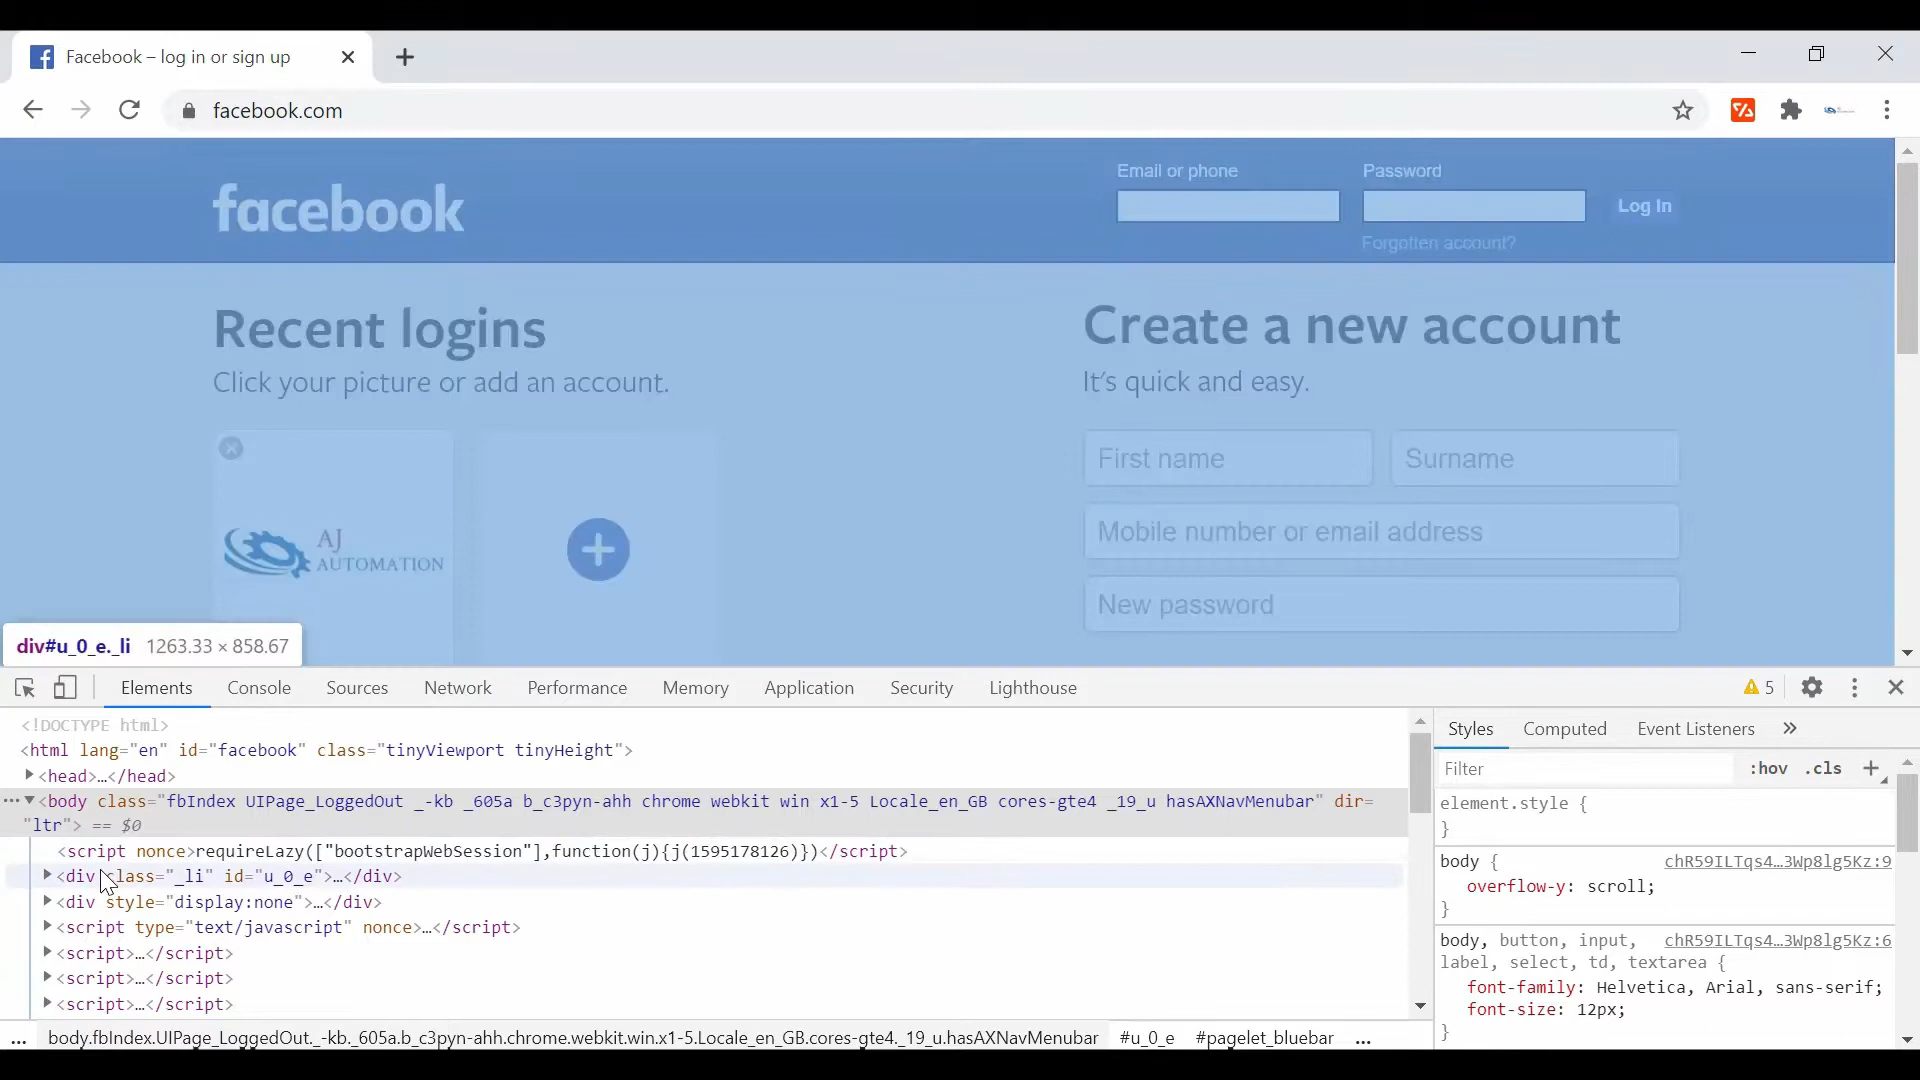 Facebook – log in or sign up
facebook.com
Email or phone
Password
facebook
Log In
Forgotten account?
Recent logins
Click your picture or add an account.
Create a new account
It's quick and easy.
First name
Surname
Mobile number or email address
New password
AJ
AUTOMATION
div#u_0_e._li 1263.33 × 858.67
Elements Console Sources Network Performance Memory Application Security Lighthouse
5
<!DOCTYPE html>
<html lang="en" id="facebook" class="tinyViewport tinyHeight">
<head>…</head>
<body class="fbIndex UIPage_LoggedOut _-kb _605a b_c3pyn-ahh chrome webkit win x1-5 Locale_en_GB cores-gte4 _19_u hasAXNavMenubar" dir=
"ltr"> == $0
<script nonce>requireLazy(["bootstrapWebSession"],function(j){j(1595178126)})</script>
<div class="_li" id="u_0_e">…</div>
<div style="display:none">…</div>
<script type="text/javascript" nonce>…</script>
<script>…</script>
<script>…</script>
<script>…</script>
... body.fbIndex.UIPage_LoggedOut._-kb._605a.b_c3pyn-ahh.chrome.webkit.win.x1-5.Locale_en_GB.cores-gte4._19_u.hasAXNavMenubar #u_0_e #pagelet_bluebar ...
Styles Computed Event Listeners »
Filter :hov .cls +
element.style {
}
body { chR59ILTqs4…3Wp8lg5Kz:9
overflow-y: scroll;
}
body, button, input, chR59ILTqs4…3Wp8lg5Kz:6
label, select, td, textarea {
font-family: Helvetica, Arial, sans-serif;
font-size: 12px;
}